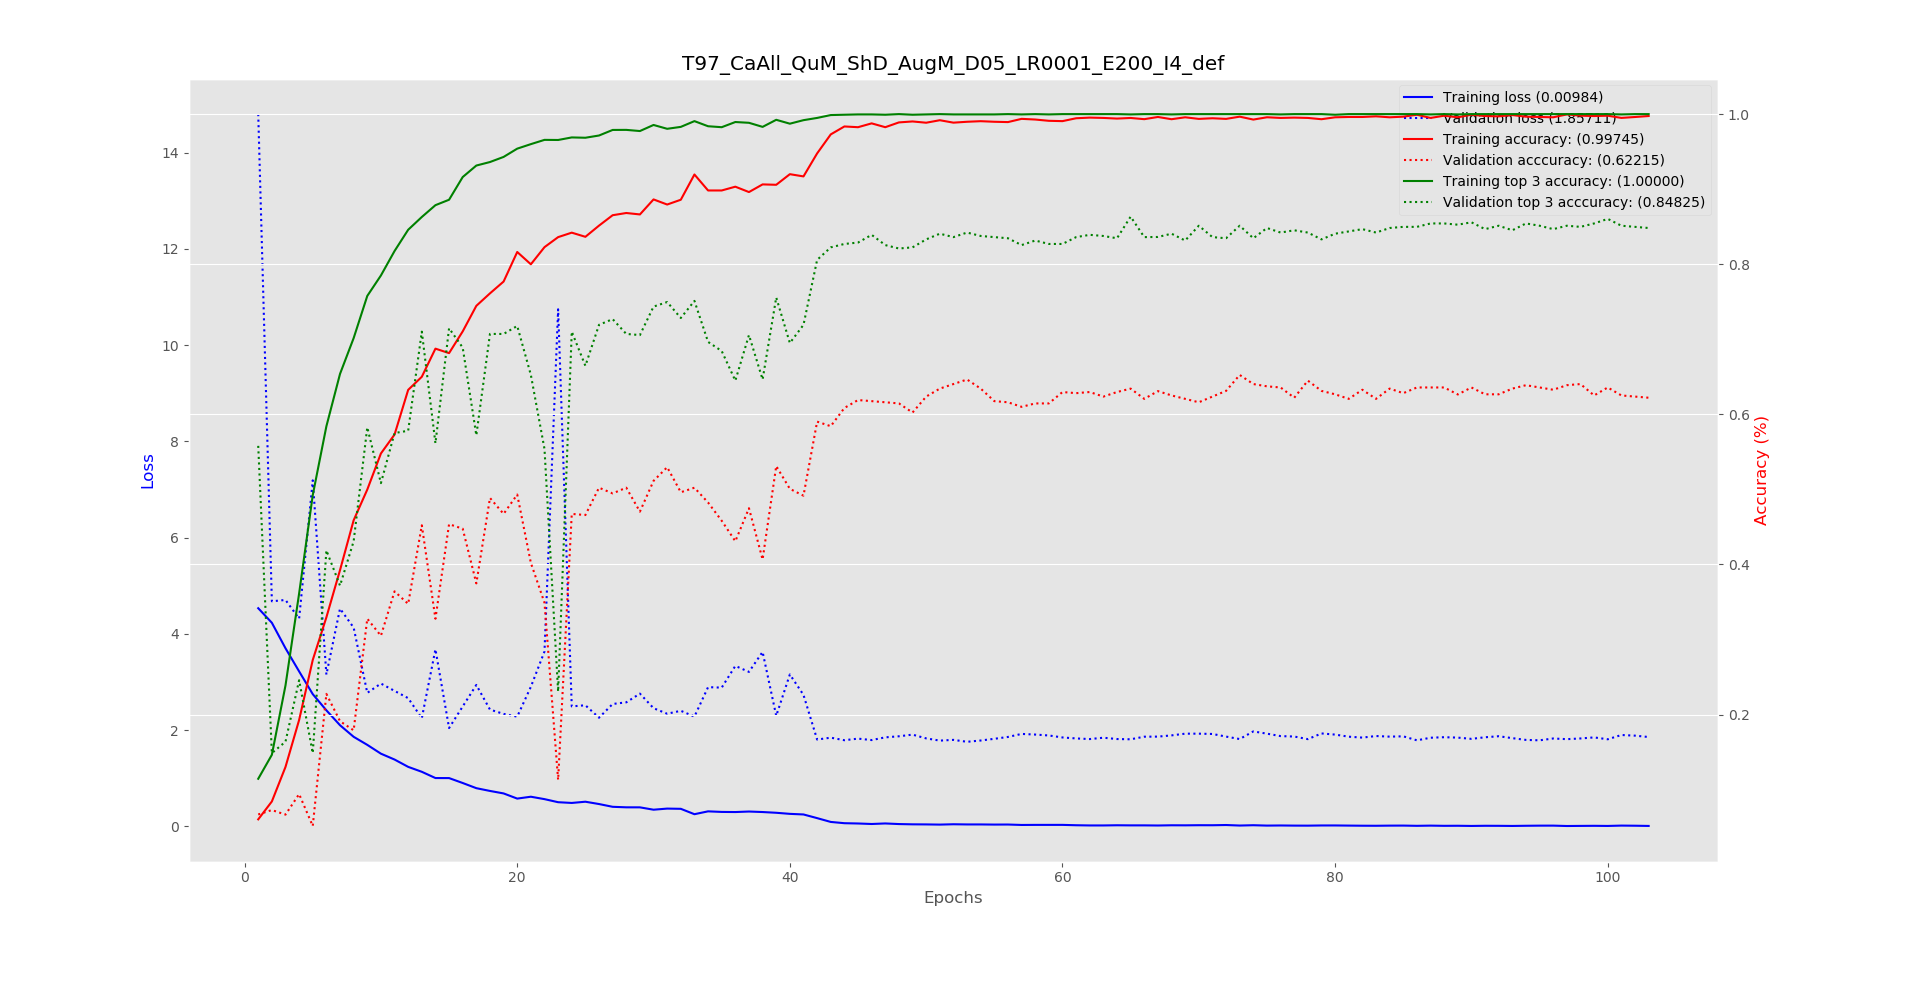 T97_CaAll_QuM_ShD_AugM_D05_LR0001_E200_I4_def
Training loss (0.00984)
Validation loss (1.85711)
Training accuracy: (0.99745)
Validation acccuracy: (0.62215)
Training top 3 accuracy: (1.00000)
Validation top 3 acccuracy: (0.84825)
14
12
10
8
6
4
2
0
Loss
1.0
0.8
0.6
0.4
0.2
Accuracy (%)
0 20 40 60 80 100
Epochs